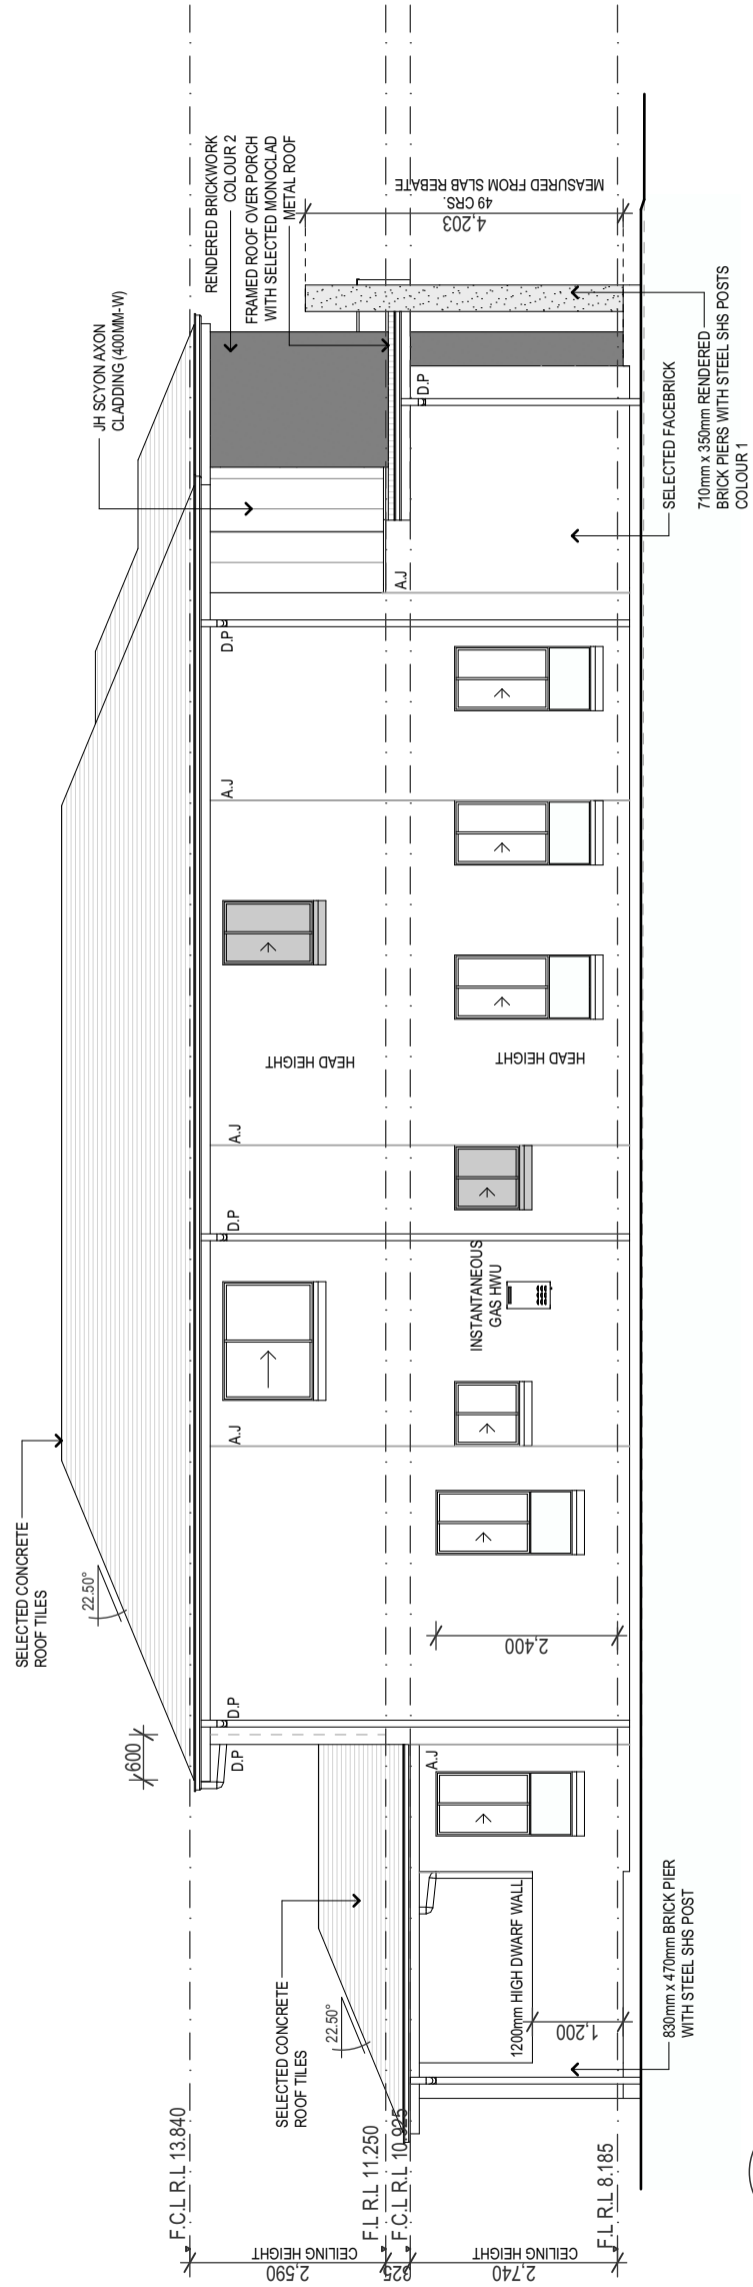 SELECTED CONCRETE
ROOF TILES
22.50°
600
JH SCYON AXON
CLADDING (400MM-W)
RENDERED BRICKWORK
COLOUR 2
FRAMED ROOF OVER PORCH
WITH SELECTED MONOCLAD
METAL ROOF
SELECTED CONCRETE
ROOF TILES
22.50°
F.C.L R.L 13.840
F.L R.L 11.250
F.C.L R.L 10.925
F.L R.L 8.185
CEILING HEIGHT
2,590
CEILING HEIGHT
2,740
D.P
D.P
A.J
D.P
A.J
A.J
D.P
A.J
D.P
A.J
HEAD HEIGHT
HEAD HEIGHT
INSTANTANEOUS
GAS HWU
2,400
1200mm HIGH DWARF WALL
1,200
MEASURED FROM SLAB REBATE
49 CRS.
4,203
830mm x 470mm BRICK PIER
WITH STEEL SHS POST
SELECTED FACEBRICK
710mm x 350mm RENDERED
BRICK PIERS WITH STEEL SHS POSTS
COLOUR 1